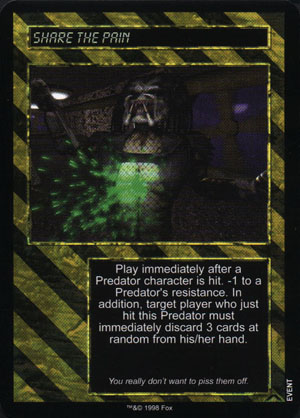 SHARE THE PAIN
Play immediately after a
Predator character is hit. -1 to a
Predator's resistance. In
addition, target player who just
hit this Predator must
immediately discard 3 cards at
random from his/her hand.
You really don't want to piss them off.
EVENT
™&© 1998 Fox